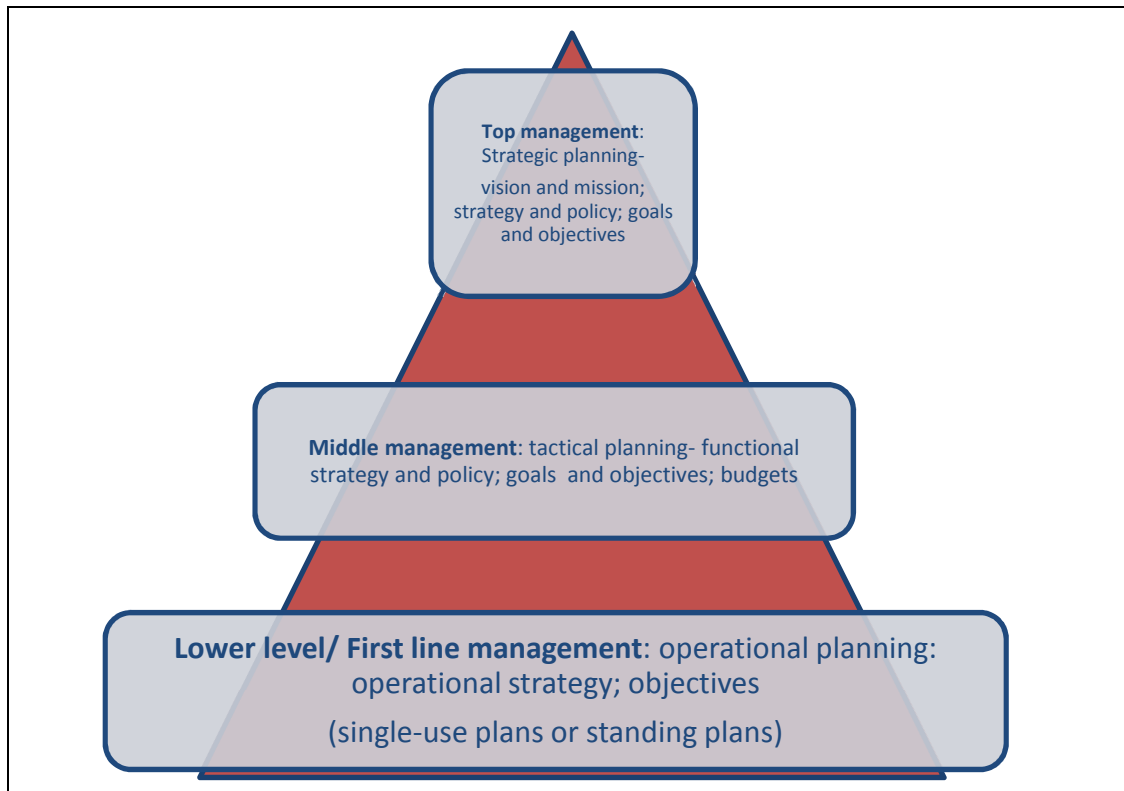 Top management:
Strategic planning-
vision and mission;
strategy and policy; goals
and objectives
Middle management: tactical planning- functional
strategy and policy; goals  and objectives; budgets
Lower level/ First line management: operational planning:
operational strategy; objectives
(single-use plans or standing plans)